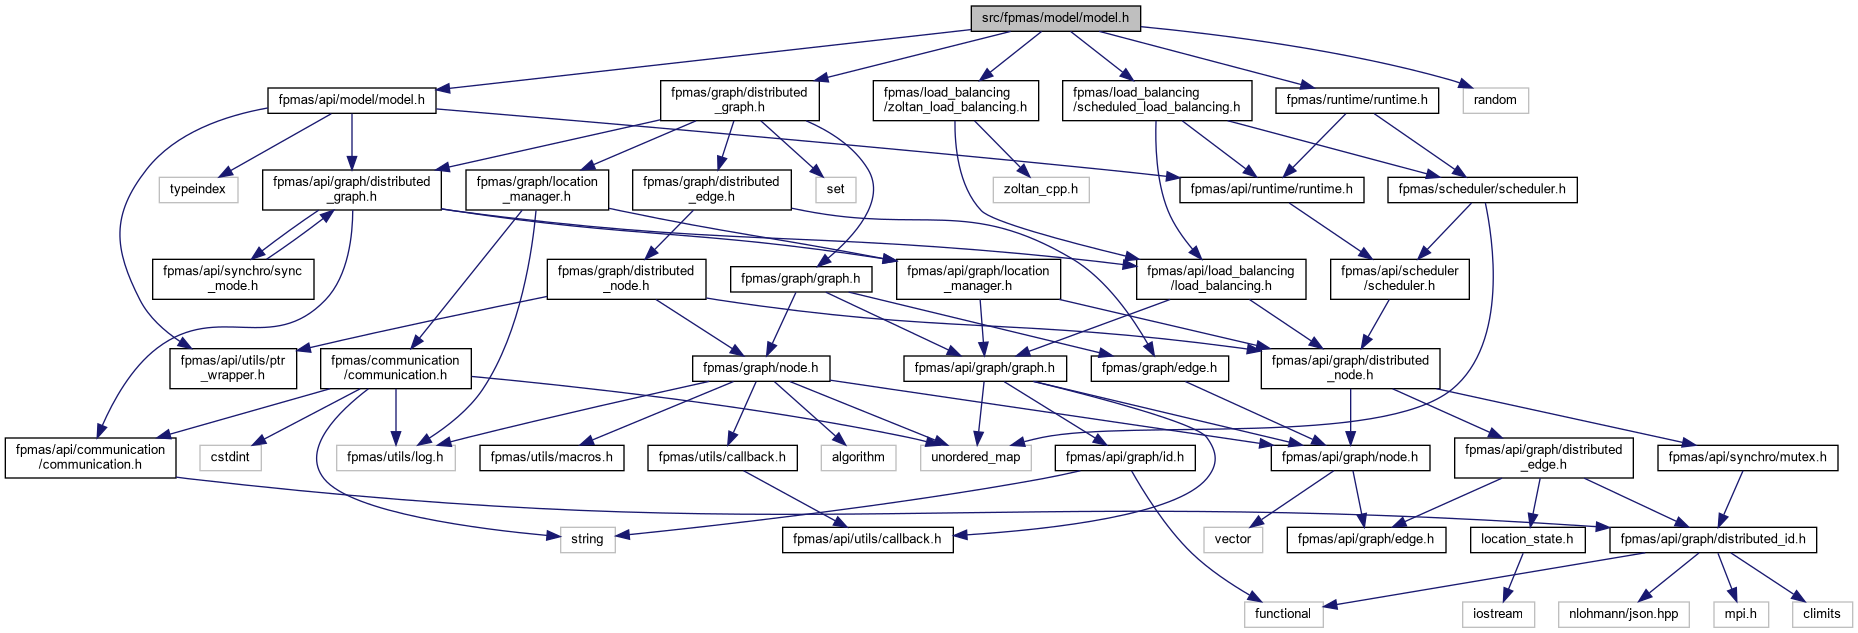 src/fpmas/model/model.h
fpmas/api/model/model.h
fpmas/graph/distributed
_graph.h
fpmas/load_balancing
/zoltan_load_balancing.h
fpmas/load_balancing
/scheduled_load_balancing.h
fpmas/runtime/runtime.h
random
typeindex
fpmas/api/graph/distributed
_graph.h
fpmas/graph/location
_manager.h
fpmas/graph/distributed
_edge.h
set
zoltan_cpp.h
fpmas/api/runtime/runtime.h
fpmas/scheduler/scheduler.h
fpmas/api/synchro/sync
_mode.h
fpmas/graph/distributed
_node.h
fpmas/graph/graph.h
fpmas/api/graph/location
_manager.h
fpmas/api/load_balancing
/load_balancing.h
fpmas/api/scheduler
/scheduler.h
fpmas/api/utils/ptr
_wrapper.h
fpmas/communication
/communication.h
fpmas/graph/node.h
fpmas/api/graph/graph.h
fpmas/graph/edge.h
fpmas/api/graph/distributed
_node.h
fpmas/api/communication
/communication.h
cstdint
fpmas/utils/log.h
fpmas/utils/macros.h
fpmas/utils/callback.h
algorithm
unordered_map
fpmas/api/graph/id.h
fpmas/api/graph/node.h
fpmas/api/graph/distributed
_edge.h
fpmas/api/synchro/mutex.h
string
fpmas/api/utils/callback.h
vector
fpmas/api/graph/edge.h
location_state.h
fpmas/api/graph/distributed_id.h
functional
iostream
nlohmann/json.hpp
mpi.h
climits